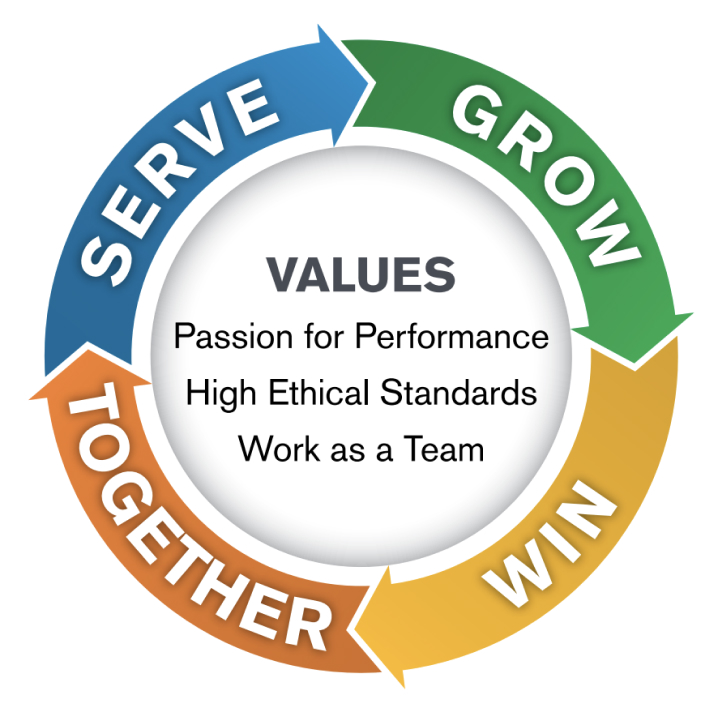 SERVE
GROW
WIN
TOGETHER
VALUES
Passion for Performance
High Ethical Standards
Work as a Team